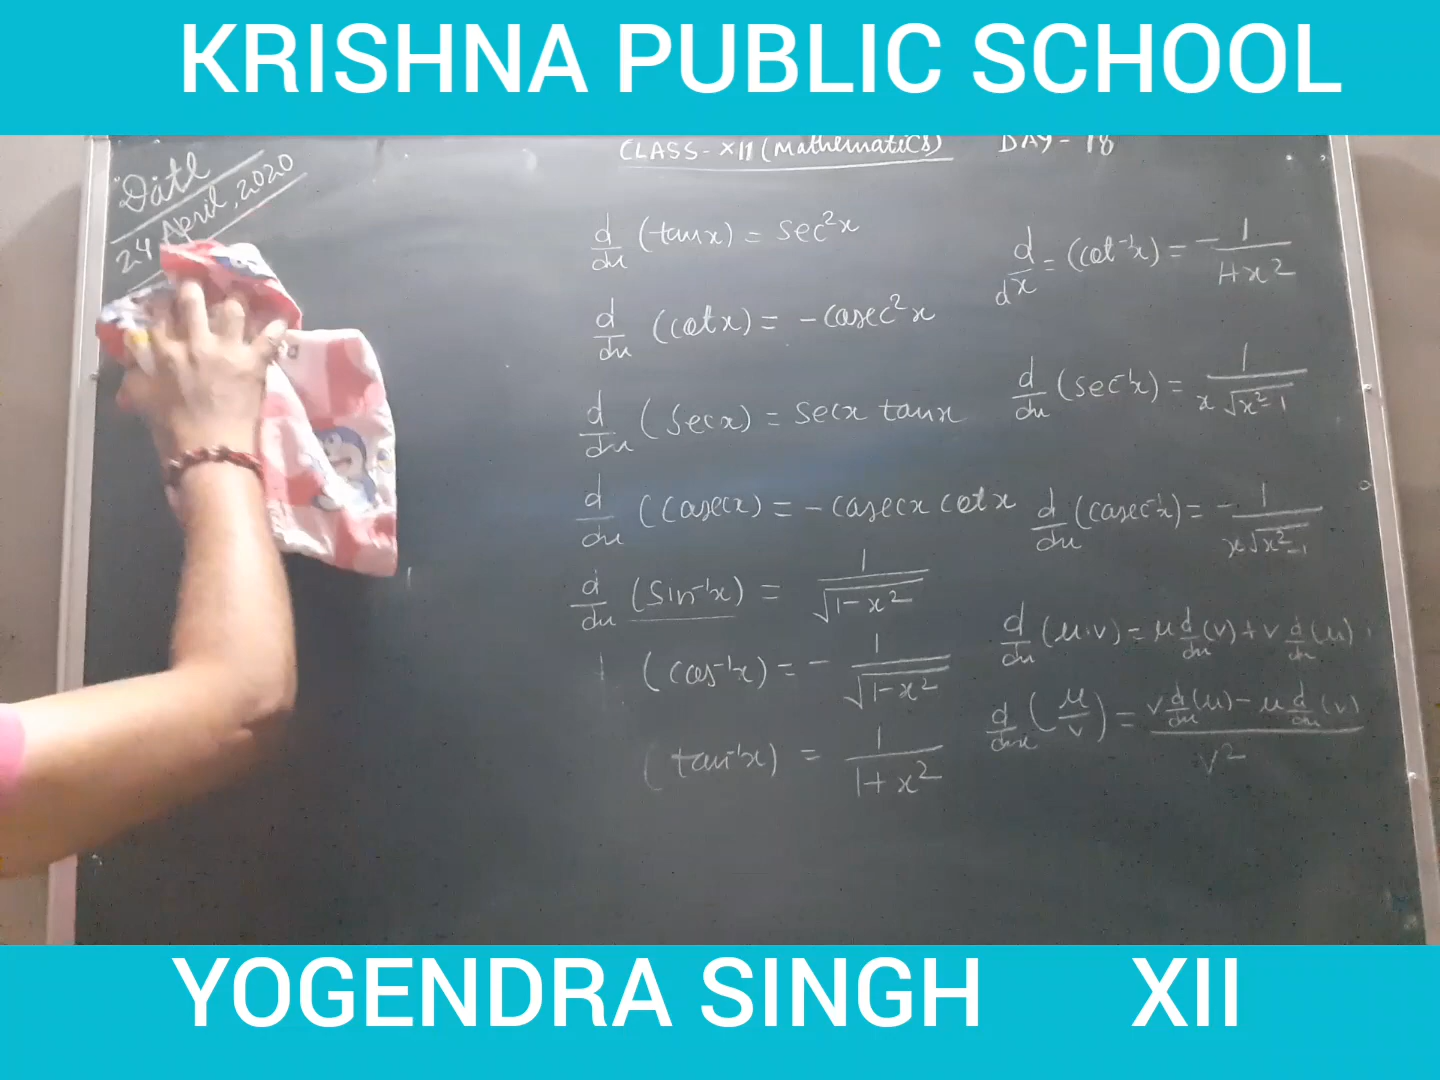 KRISHNA PUBLIC SCHOOL
CLASS-XII (Mathematics) DAY-18
Date
24 April, 2020
d/dx (tanx) = sec²x
d/dx (cotx) = -cosec²x
d/dx (secx) = secx tanx
d/dx (cosecx) = -cosecx cotx
d/dx (Sin⁻¹x) = 1/√(1-x²)
(cos⁻¹x) = - 1/√(1-x²)
(tan⁻¹x) = 1/(1+x²)
d/dx = (cot⁻¹x) = - 1/(1+x²)
d/dx (sec⁻¹x) = 1/(x√(x²-1))
d/dx (cosec⁻¹x) = - 1/(x√(x²-1))
d/dx (u.v) = u d/dx (v) + v d/dx (u)
d/dx (u/v) = (v d/dx (u) - u d/dx (v))/v²
YOGENDRA SINGH XII